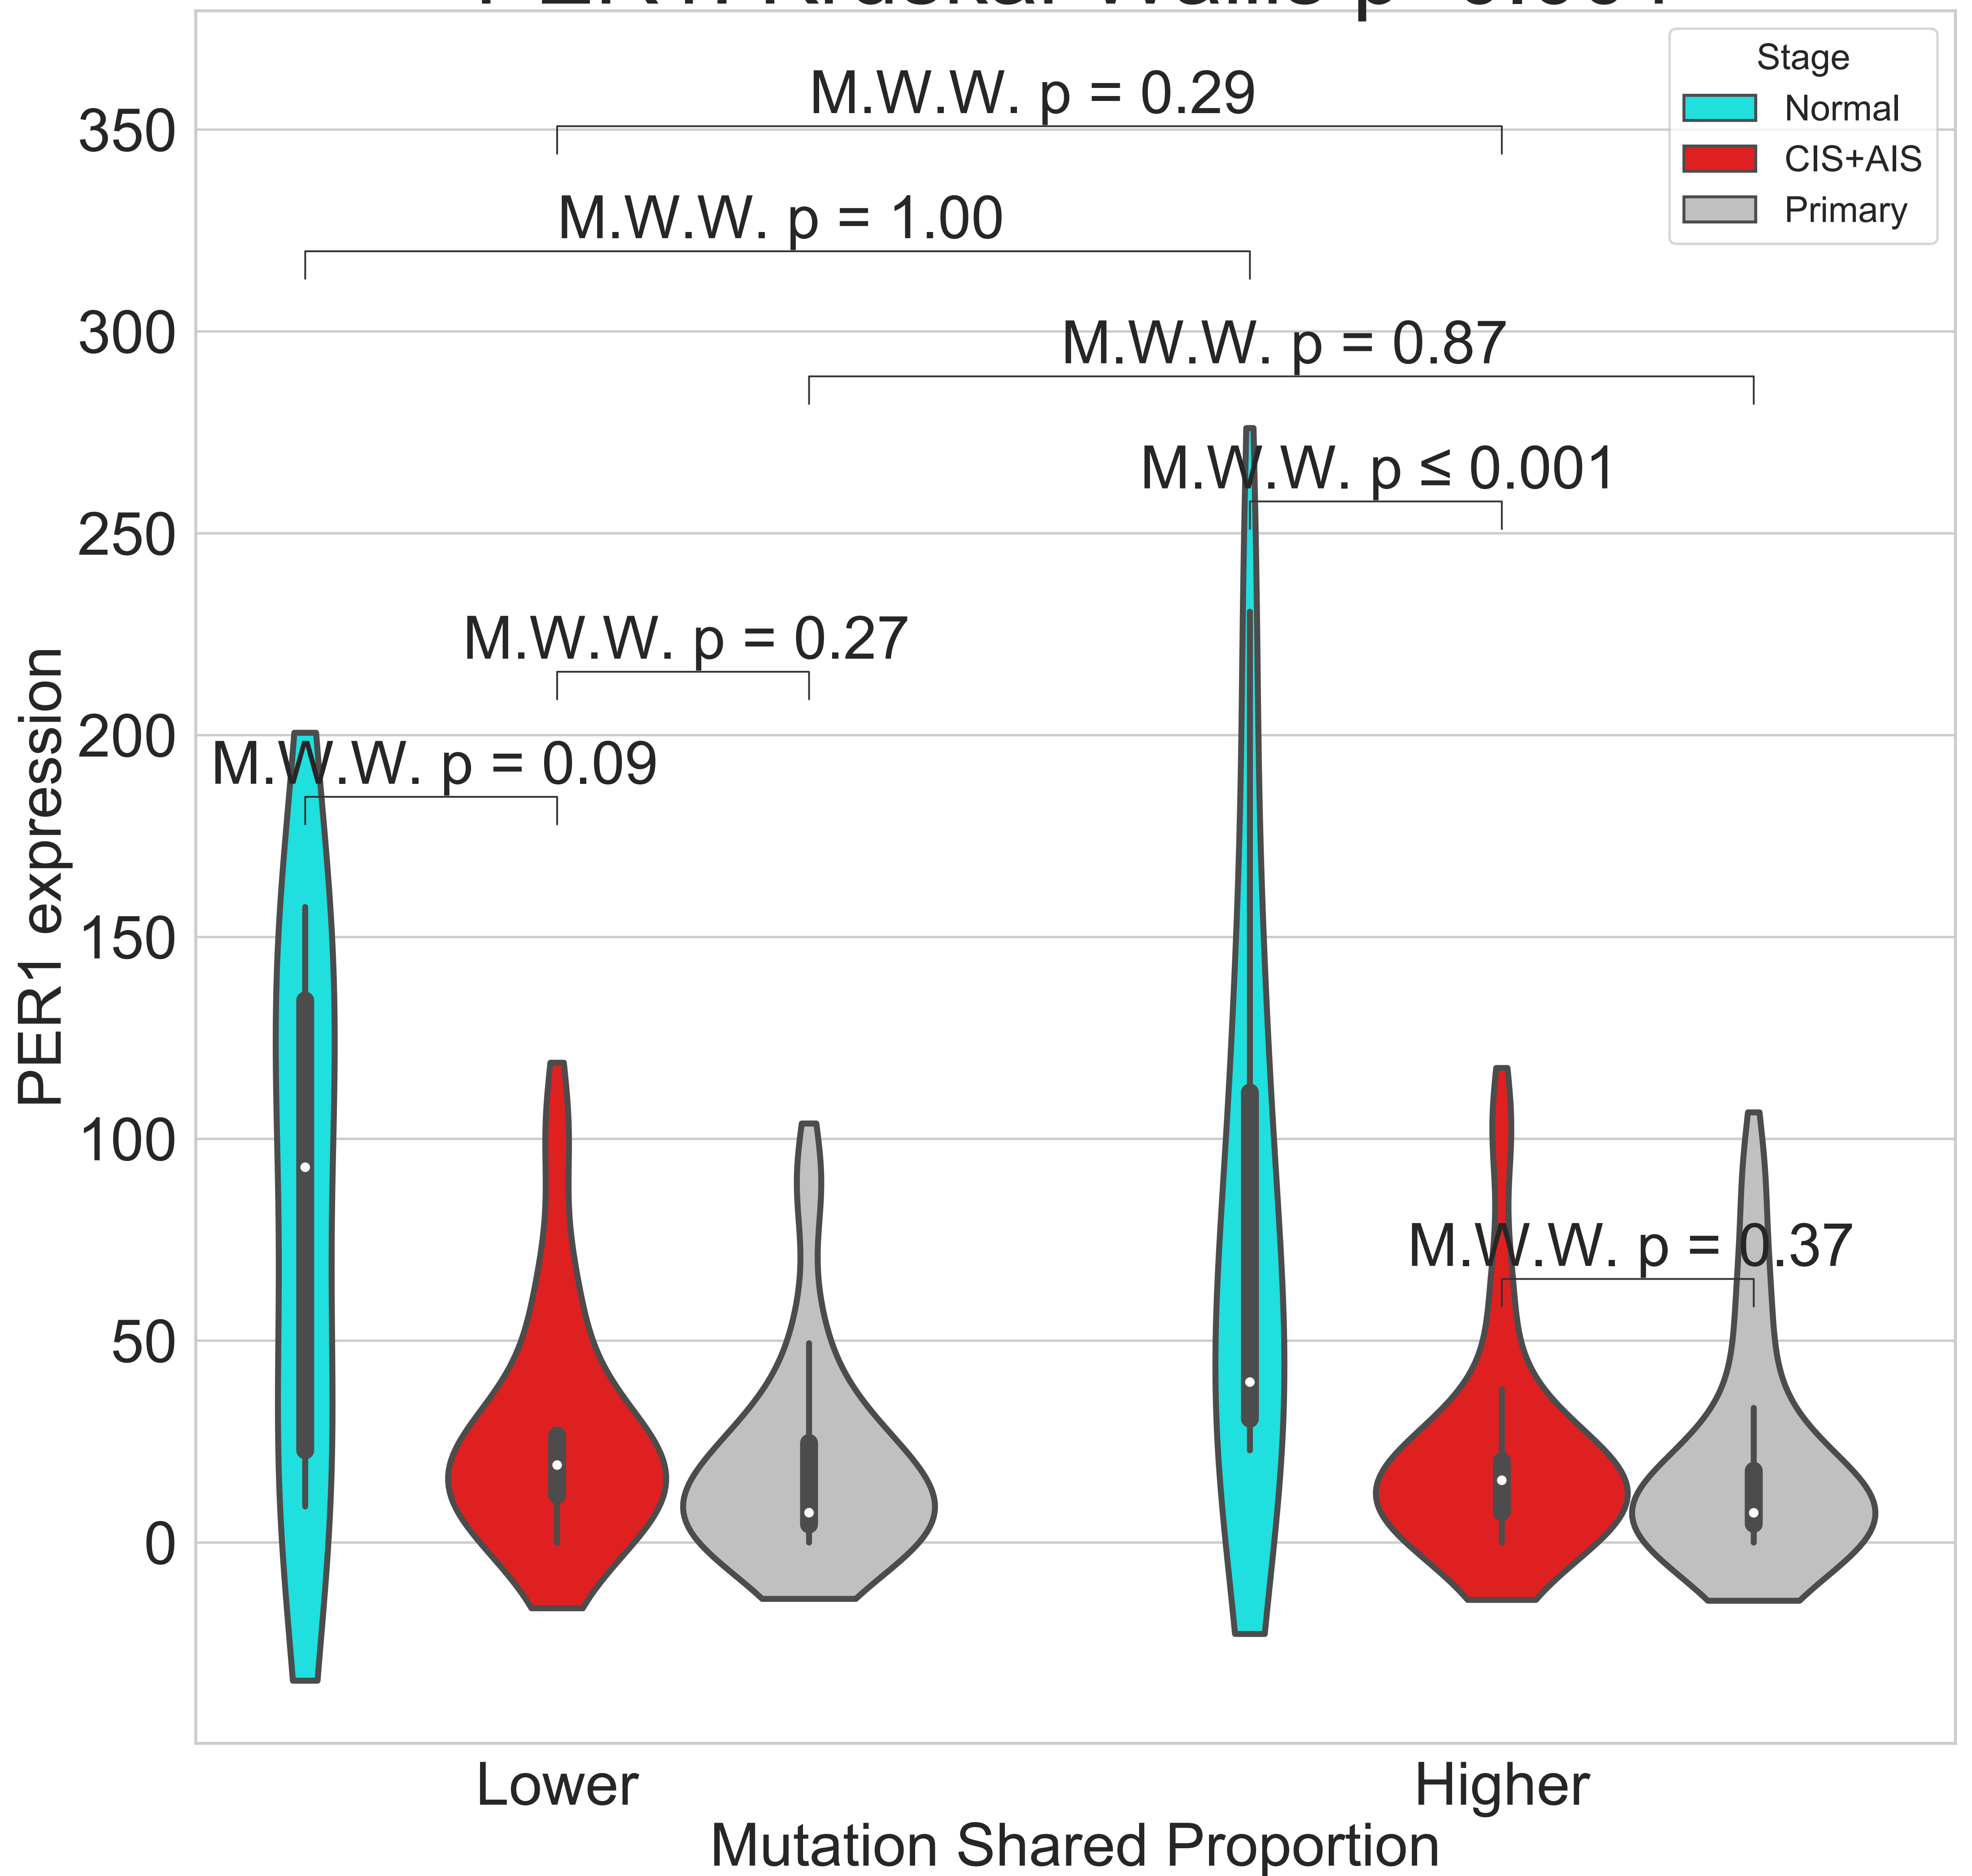 Stage
Normal
CIS+AIS
Primary
M.W.W. p = 0.29
M.W.W. p = 1.00
M.W.W. p = 0.87
M.W.W. p ≤ 0.001
M.W.W. p = 0.27
M.W.W. p = 0.09
M.W.W. p = 0.37
350
300
250
200
150
100
50
0
PER1 expression
Lower
Higher
Mutation Shared Proportion